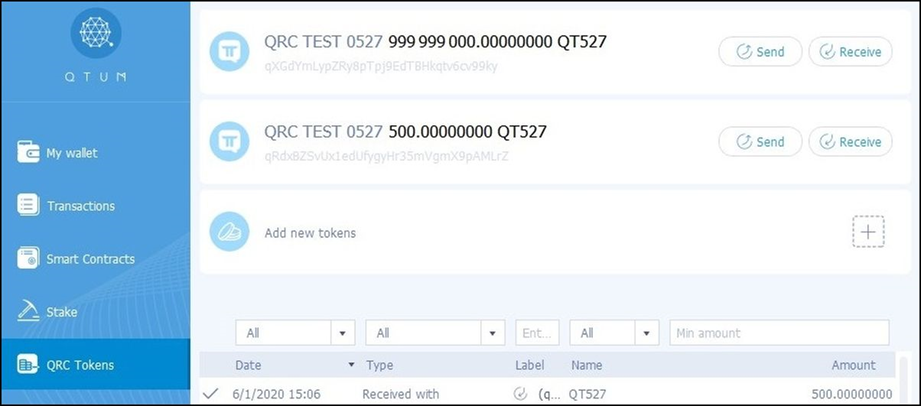 QTUM
My wallet
Transactions
Smart Contracts
Stake
QRC Tokens
QRC TEST 0527 999 999 000.00000000 QT527
qXGdYmLypZRy8pTpj9EdTBHkqtv6cv99ky
Send
Receive
QRC TEST 0527 500.00000000 QT527
qRdxBZSvUx1edUfygyHr35mVgmX9pAMLrZ
Send
Receive
Add new tokens
All All Ent... All Min amount
Date Type Label Name Amount
6/1/2020 15:06 Received with (q... QT527 500.00000000